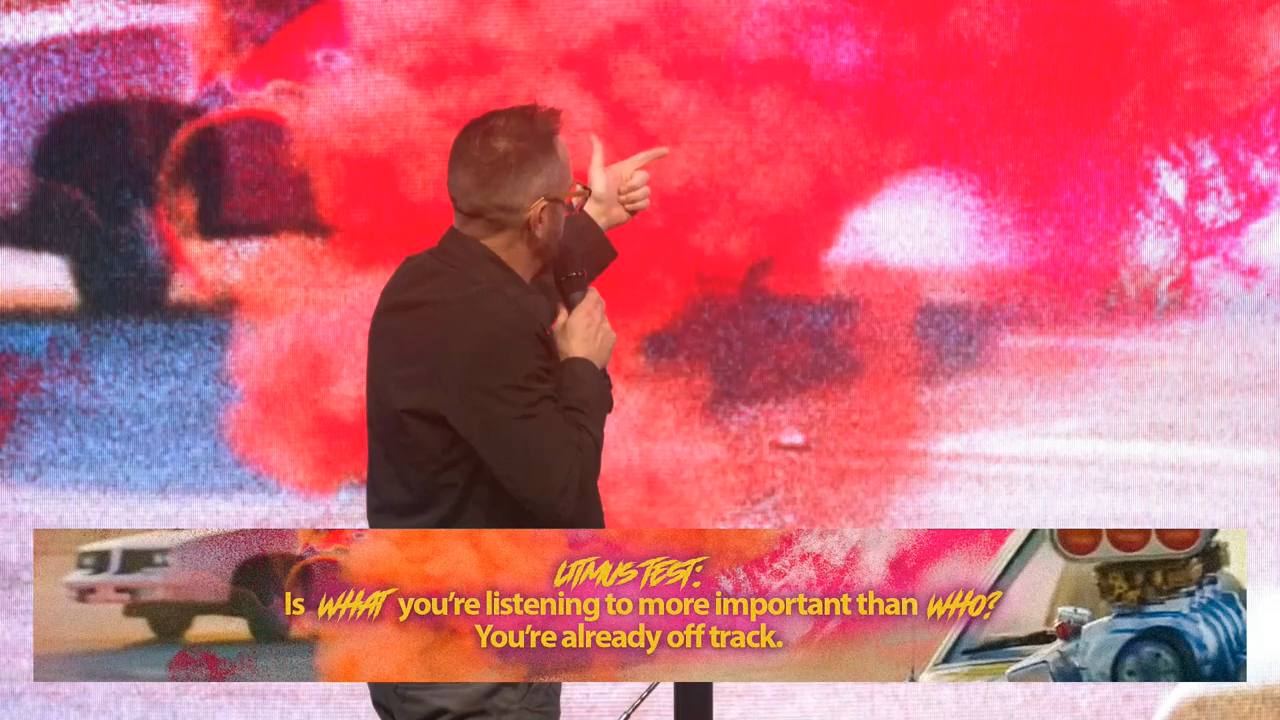 LITMUS TEST:
Is WHAT you're listening to more important than WHO?
You're already off track.